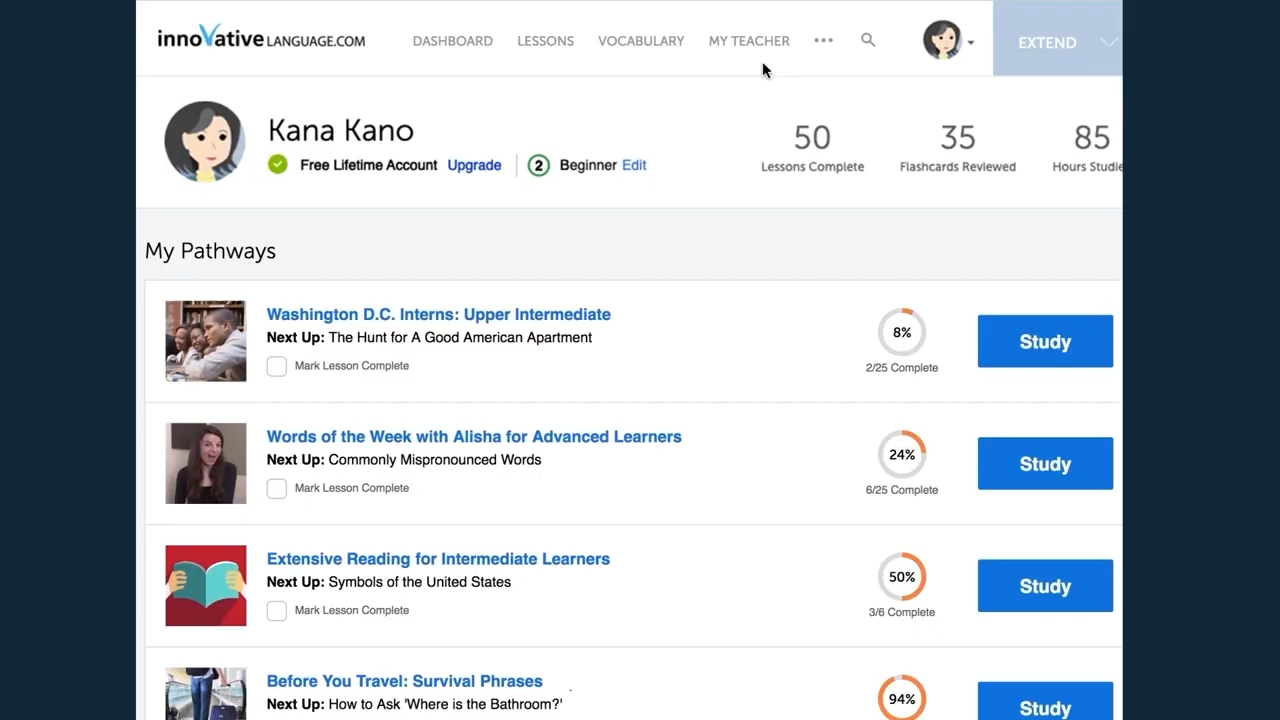 innoVative LANGUAGE.COM DASHBOARD LESSONS VOCABULARY MY TEACHER ••• EXTEND
Kana Kano
Free Lifetime Account Upgrade 2 Beginner Edit
50 35 85
Lessons Complete Flashcards Reviewed Hours Studie
My Pathways
Washington D.C. Interns: Upper Intermediate
Next Up: The Hunt for A Good American Apartment
Mark Lesson Complete
8%
2/25 Complete
Study
Words of the Week with Alisha for Advanced Learners
Next Up: Commonly Mispronounced Words
Mark Lesson Complete
24%
6/25 Complete
Study
Extensive Reading for Intermediate Learners
Next Up: Symbols of the United States
Mark Lesson Complete
50%
3/6 Complete
Study
Before You Travel: Survival Phrases
Next Up: How to Ask 'Where is the Bathroom?'
94%
Study